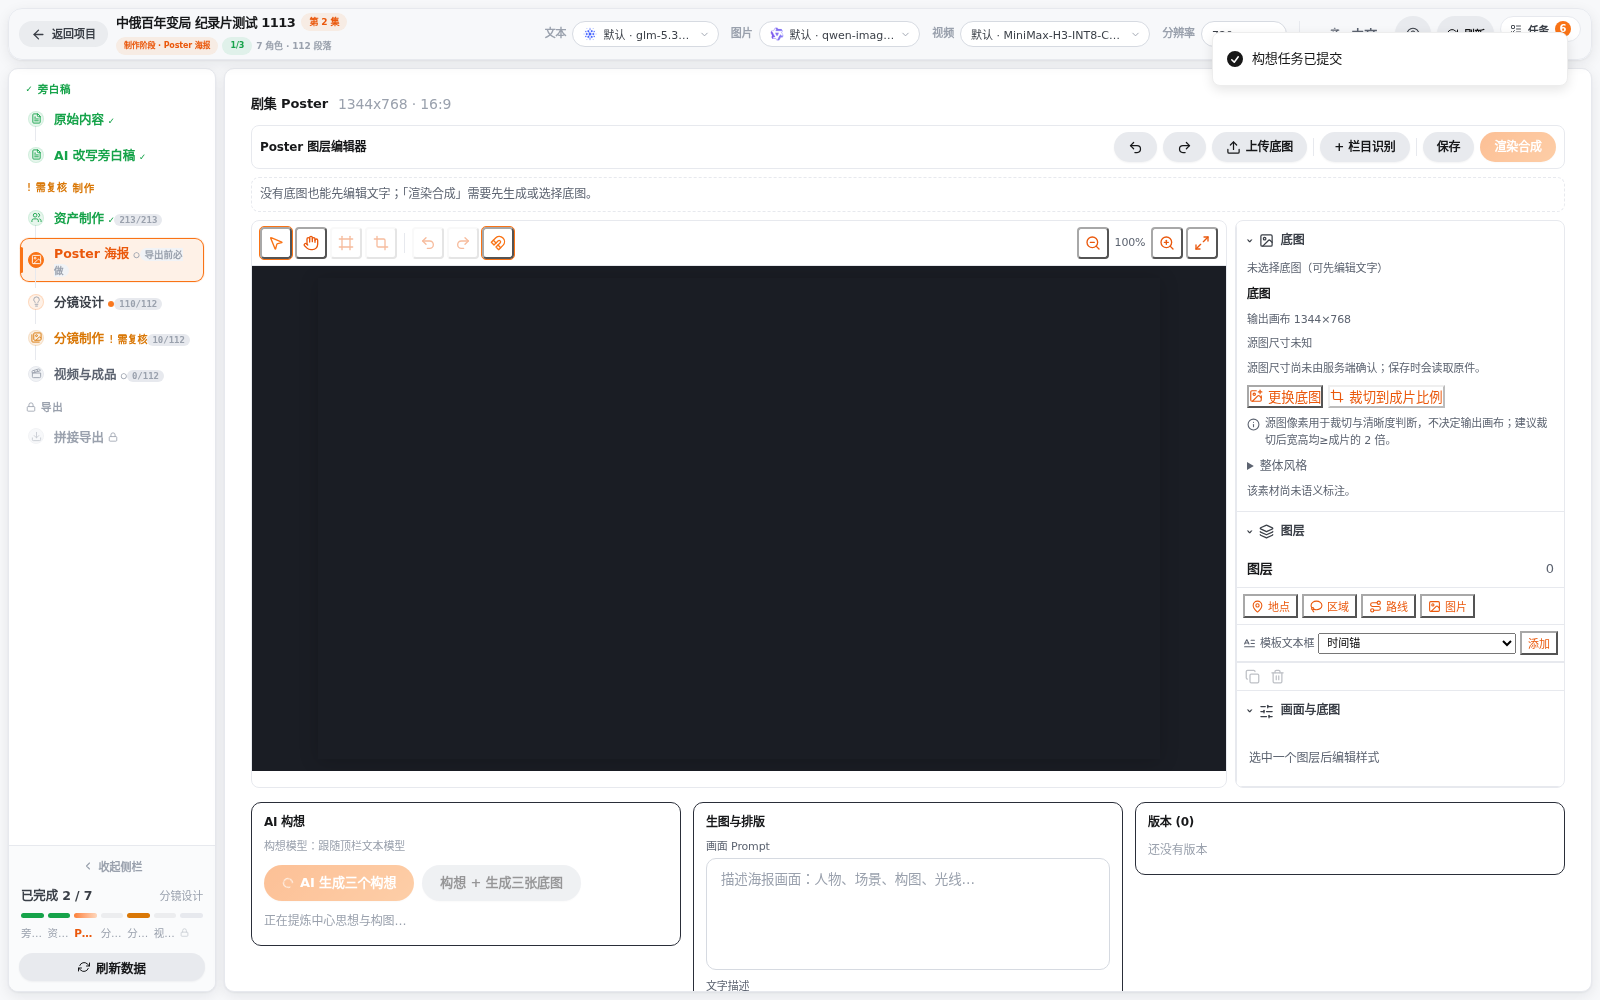 返回项目
中俄百年变局 纪录片测试 1113
第 2 集
制作阶段 · Poster 海报
1/3
7 角色 · 112 段落
文本
默认 · glm-5.3...
图片
默认 · qwen-imag...
视频
默认 · MiniMax-H3-INT8-C...
分辨率
任务
6
构想任务已提交
✓ 旁白稿
原始内容 ✓
AI 改写旁白稿 ✓
! 需复核 制作
资产制作 ✓ 213/213
Poster 海报 ○ 导出前必
做
分镜设计 110/112
分镜制作 ! 需复核 10/112
视频与成品 ○ 0/112
导出
拼接导出
收起侧栏
已完成 2 / 7
分镜设计
旁... 资... P... 分... 分... 视...
刷新数据
剧集 Poster 1344x768 · 16:9
Poster 图层编辑器
上传底图
+ 栏目识别
保存
渲染合成
没有底图也能先编辑文字；「渲染合成」需要先生成或选择底图。
100%
底图
未选择底图（可先编辑文字）
底图
输出画布 1344×768
源图尺寸未知
源图尺寸尚未由服务端确认；保存时会读取原件。
更换底图
裁切到成片比例
源图像素用于裁切与清晰度判断，不决定输出画布；建议裁
切后宽高均≥成片的 2 倍。
整体风格
该素材尚未语义标注。
图层
图层 0
地点
区域
路线
图片
模板文本框
时间锚
添加
画面与底图
选中一个图层后编辑样式
AI 构想
构想模型：跟随顶栏文本模型
AI 生成三个构想
构想 + 生成三张底图
正在提炼中心思想与构图...
生图与排版
画面 Prompt
描述海报画面：人物、场景、构图、光线...
文字描述
版本 (0)
还没有版本